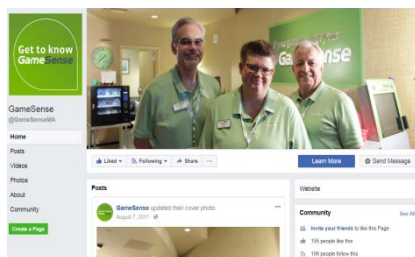 Get to know
GameSense
GameSense
@GameSenseMA
Home
Posts
Videos
Photos
About
Community
Create a Page
GameSense
Liked
Following
Share
Learn More
Send Message
Posts
GameSense updated their cover photo.
August 7, 2017
Website
Community
See All
Invite your friends to like this Page
195 people like this
196 people follow this